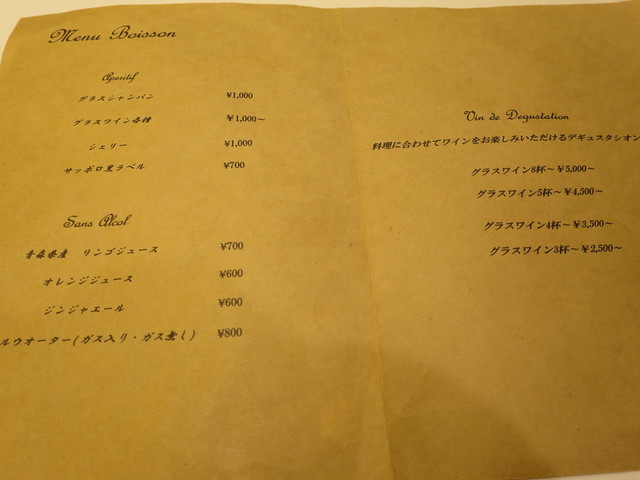 Menu Boisson
Aperitif
グラスシャンパン ¥1,000
グラスワイン各種 ¥1,000~
シェリー ¥1,000
サッポロ黒ラベル ¥700
Sans Alcol
青森県産 リンゴジュース ¥700
オレンジジュース ¥600
ジンジャエール ¥600
ルウオーター(ガス入り・ガス無し) ¥800
Vin de Degustation
料理に合わせてワインをお楽しみいただけるデギュスタシオン
グラスワイン8杯~¥5,000~
グラスワイン5杯~¥4,500~
グラスワイン4杯~¥3,500~
グラスワイン3杯~¥2,500~